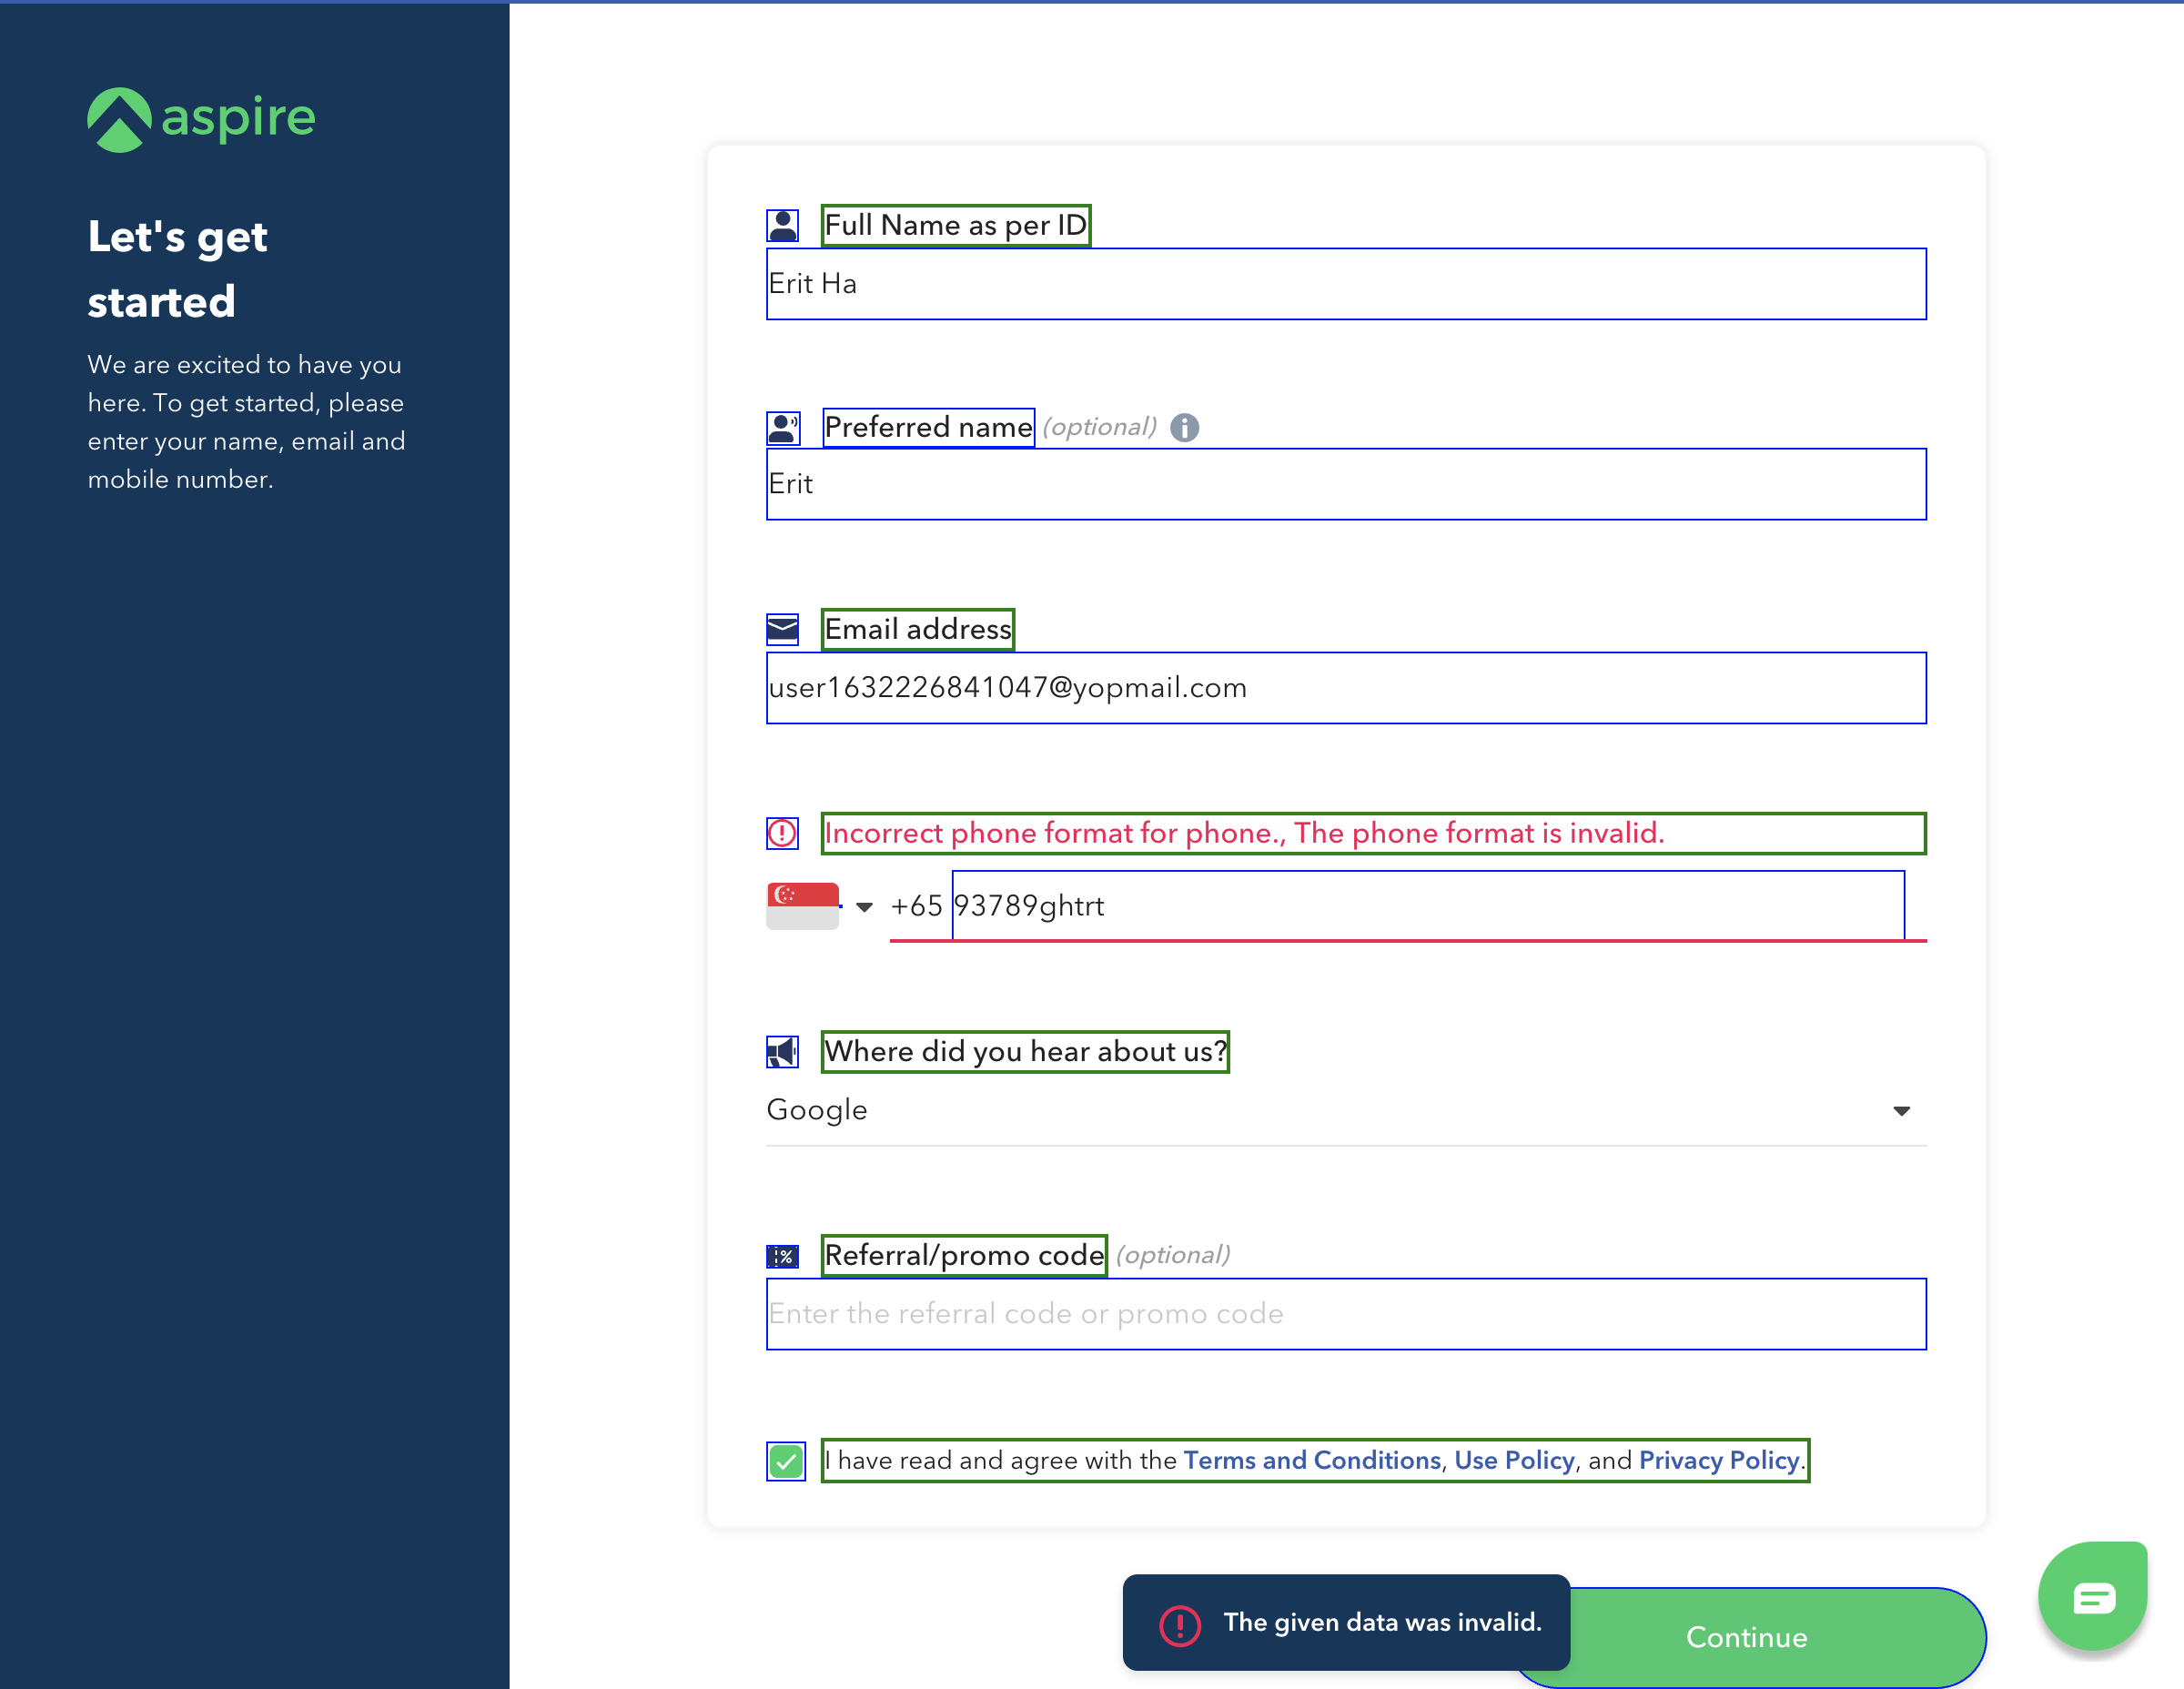 aspire
Let's get
started
We are excited to have you
here. To get started, please
enter your name, email and
mobile number.
Full Name as per ID
Erit Ha
Preferred name (optional)
Erit
Email address
user1632226841047@yopmail.com
Incorrect phone format for phone., The phone format is invalid.
+65 93789ghtrt
Where did you hear about us?
Google
Referral/promo code (optional)
Enter the referral code or promo code
I have read and agree with the Terms and Conditions, Use Policy, and Privacy Policy.
The given data was invalid.
Continue